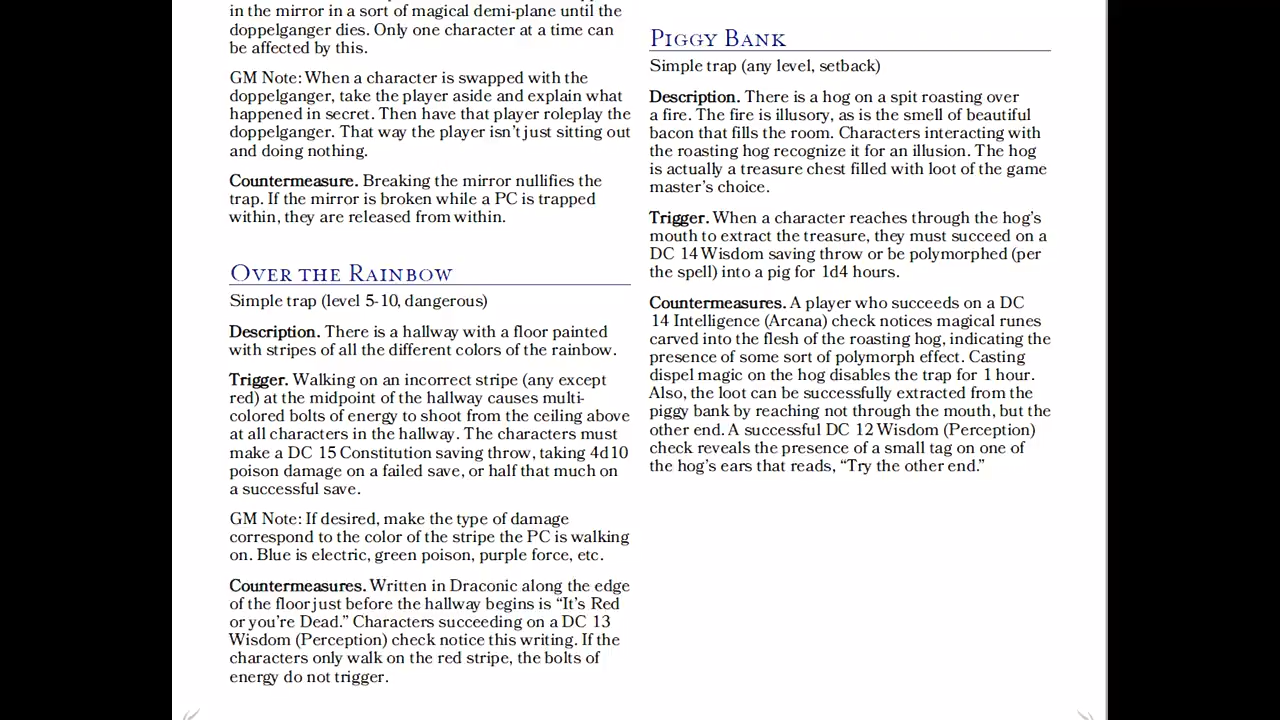 in the mirror in a sort of magical demi-plane until the
doppelganger dies. Only one character at a time can
be affected by this.
GM Note: When a character is swapped with the
doppelganger, take the player aside and explain what
happened in secret. Then have that player roleplay the
doppelganger. That way the player isn't just sitting out
and doing nothing.
Countermeasure. Breaking the mirror nullifies the
trap. If the mirror is broken while a PC is trapped
within, they are released from within.
Over the Rainbow
Simple trap (level 5-10, dangerous)
Description. There is a hallway with a floor painted
with stripes of all the different colors of the rainbow.
Trigger. Walking on an incorrect stripe (any except
red) at the midpoint of the hallway causes multi-
colored bolts of energy to shoot from the ceiling above
at all characters in the hallway. The characters must
make a DC 15 Constitution saving throw, taking 4d10
poison damage on a failed save, or half that much on
a successful save.
GM Note: If desired, make the type of damage
correspond to the color of the stripe the PC is walking
on. Blue is electric, green poison, purple force, etc.
Countermeasures. Written in Draconic along the edge
of the floor just before the hallway begins is “It's Red
or you're Dead.” Characters succeeding on a DC 13
Wisdom (Perception) check notice this writing. If the
characters only walk on the red stripe, the bolts of
energy do not trigger.
Piggy Bank
Simple trap (any level, setback)
Description. There is a hog on a spit roasting over
a fire. The fire is illusory, as is the smell of beautiful
bacon that fills the room. Characters interacting with
the roasting hog recognize it for an illusion. The hog
is actually a treasure chest filled with loot of the game
master's choice.
Trigger. When a character reaches through the hog's
mouth to extract the treasure, they must succeed on a
DC 14 Wisdom saving throw or be polymorphed (per
the spell) into a pig for 1d4 hours.
Countermeasures. A player who succeeds on a DC
14 Intelligence (Arcana) check notices magical runes
carved into the flesh of the roasting hog, indicating the
presence of some sort of polymorph effect. Casting
dispel magic on the hog disables the trap for 1 hour.
Also, the loot can be successfully extracted from the
piggy bank by reaching not through the mouth, but the
other end. A successful DC 12 Wisdom (Perception)
check reveals the presence of a small tag on one of
the hog's ears that reads, “Try the other end.”